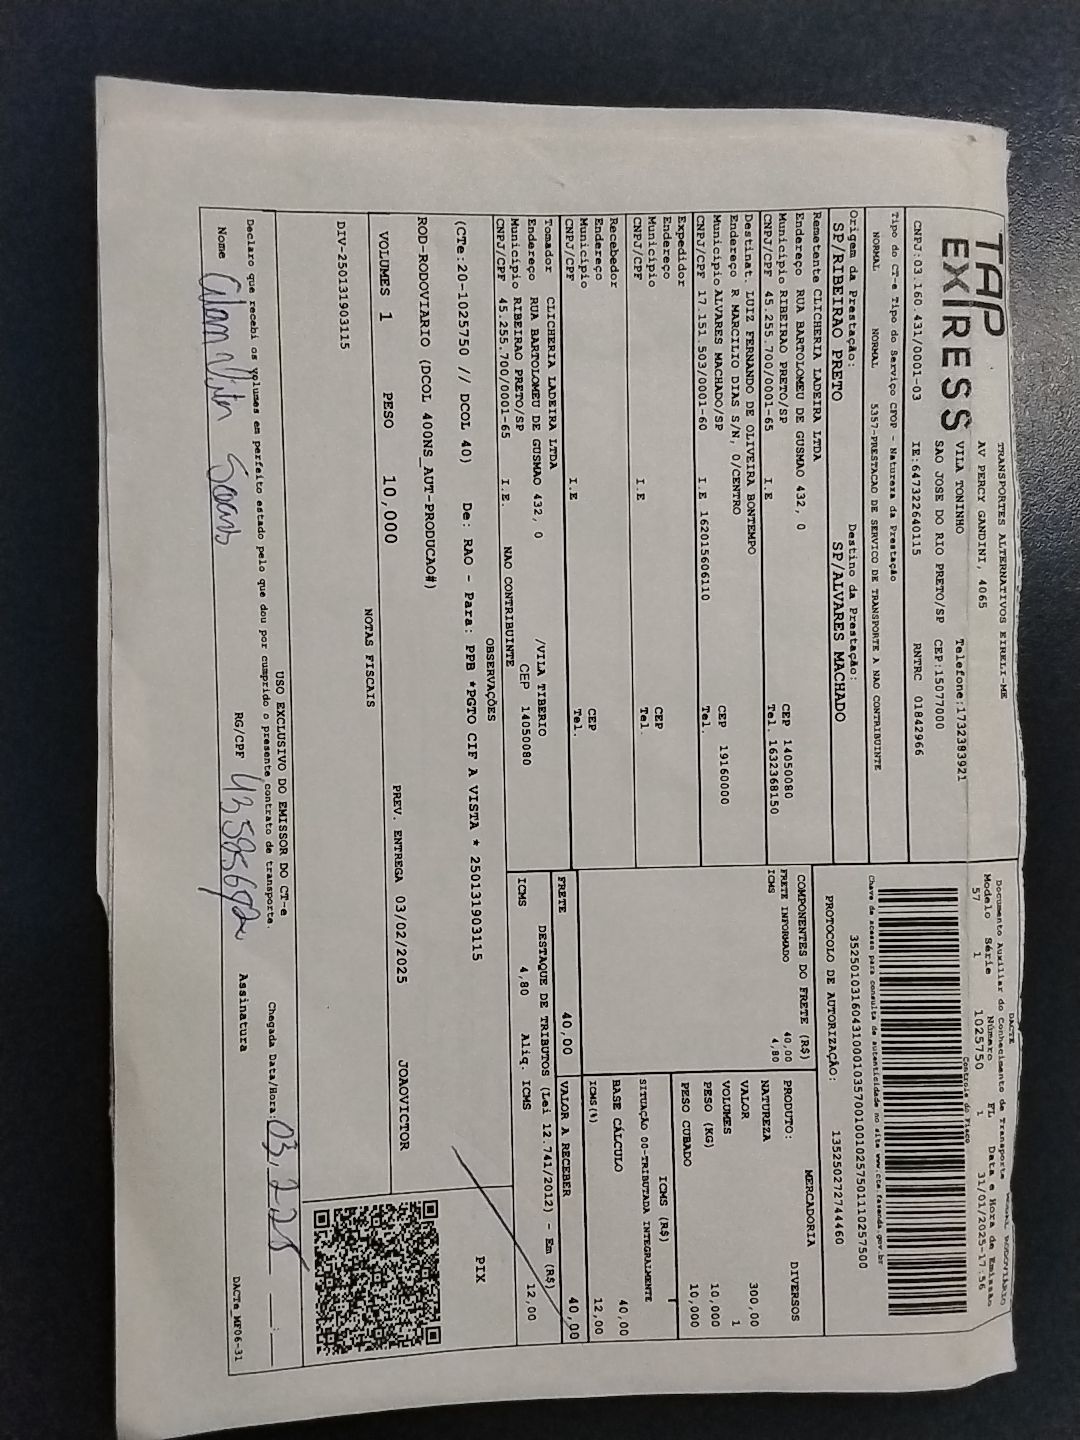 TAP EXPRESS
TRANSPORTES ALTERNATIVOS EIRELI-ME
AV PERCY GANDINI, 4065
VILA TONINHO Telefone:1732383921
SAO JOSE DO RIO PRETO/SP CEP:15077000
CNPJ:03.160.431/0001-03 IE:647322640115 RNTRC 01842966
DACTE
Documento Auxiliar do Conhecimento de Transporte
Modelo Série Número FL Data e Hora de Emissão
57 1 1025750 1 31/01/2025-17:56
Controle do Fisco
Chave de acesso para consulta de autenticidade no site www.cte.fazenda.gov.br
35250103160431000103570010010257501110257500
PROTOCOLO DE AUTORIZAÇÃO: 135250272744460
Tipo do CT-e Tipo do Serviço CFOP - Natureza da Prestação
NORMAL NORMAL 5357-PRESTACAO DE SERVICO DE TRANSPORTE A NAO CONTRIBUINTE
Origem da Prestação: Destino da Prestação:
SP/RIBEIRAO PRETO SP/ALVARES MACHADO
Remetente CLICHERIA LADEIRA LTDA
Endereço RUA BARTOLOMEU DE GUSMAO 432, 0
Município RIBEIRAO PRETO/SP CEP 14050080
CNPJ/CPF 45.255.700/0001-65 I.E Tel. 1632368150
Destinat. LUIZ FERNANDO DE OLIVEIRA BONTEMPO
Endereço R MARCILIO DIAS S/N, 0/CENTRO
Município ALVARES MACHADO/SP CEP 19160000
CNPJ/CPF 17.151.503/0001-60 I.E 16201560​6110 Tel.
Expedidor
Endereço
Município CEP
CNPJ/CPF I.E Tel.
Recebedor
Endereço
Município CEP
CNPJ/CPF I.E Tel.
Tomador CLICHERIA LADEIRA LTDA
Endereço RUA BARTOLOMEU DE GUSMAO 432, 0 /VILA TIBERIO
Município RIBEIRAO PRETO/SP CEP 14050080
CNPJ/CPF 45.255.700/0001-65 I.E. NAO CONTRIBUINTE
COMPONENTES DO FRETE (R$)
FRETE INFORMADO 40,00
ICMS 4,80
MERCADORIA
PRODUTO: DIVERSOS
NATUREZA
VALOR 300,00
VOLUMES 1
PESO (KG) 10,000
PESO CUBADO 10,000
ICMS (R$)
SITUAÇÃO 00-TRIBUTADA INTEGRALMENTE
BASE CÁLCULO 40,00
ICMS(%) 12,00
FRETE 40,00 VALOR A RECEBER 40,00
DESTAQUE DE TRIBUTOS (Lei 12.741/2012) - Em (R$)
ICMS 4,80 Alíq. ICMS 12,00
OBSERVAÇÕES
(CTe:20-1025750 // DCOL 40) De: RAO - Para: PPB *PGTO CIF A VISTA * 250131903115
ROD-RODOVIARIO (DCOL 400NS_AUT-PRODUCAO#)
PIX
VOLUMES 1 PESO 10,000 PREV. ENTREGA 03/02/2025 JOAOVICTOR
NOTAS FISCAIS
DIV-250131903115
USO EXCLUSIVO DO EMISSOR DO CT-e
Declaro que recebi os volumes em perfeito estado pelo que dou por cumprido o presente contrato de transporte.
Chegada Data/Hora: 03, 2 25 __:__
Nome RG/CPF Assinatura
DACTe_MF06-31